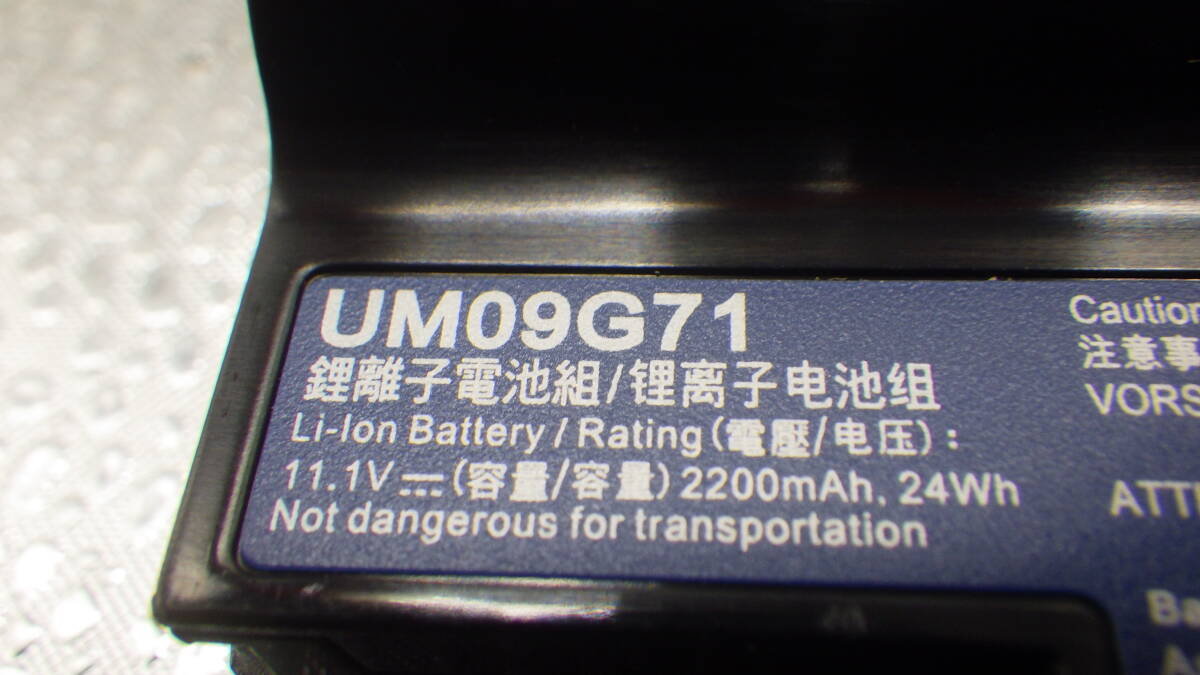 UM09G71
鋰離子電池組/锂离子电池组
Li-Ion Battery / Rating (電壓/电压) :
11.1V ⎓ (容量/容量) 2200mAh, 24Wh
Not dangerous for transportation
Caution
注意事
VORS
ATT
Ba